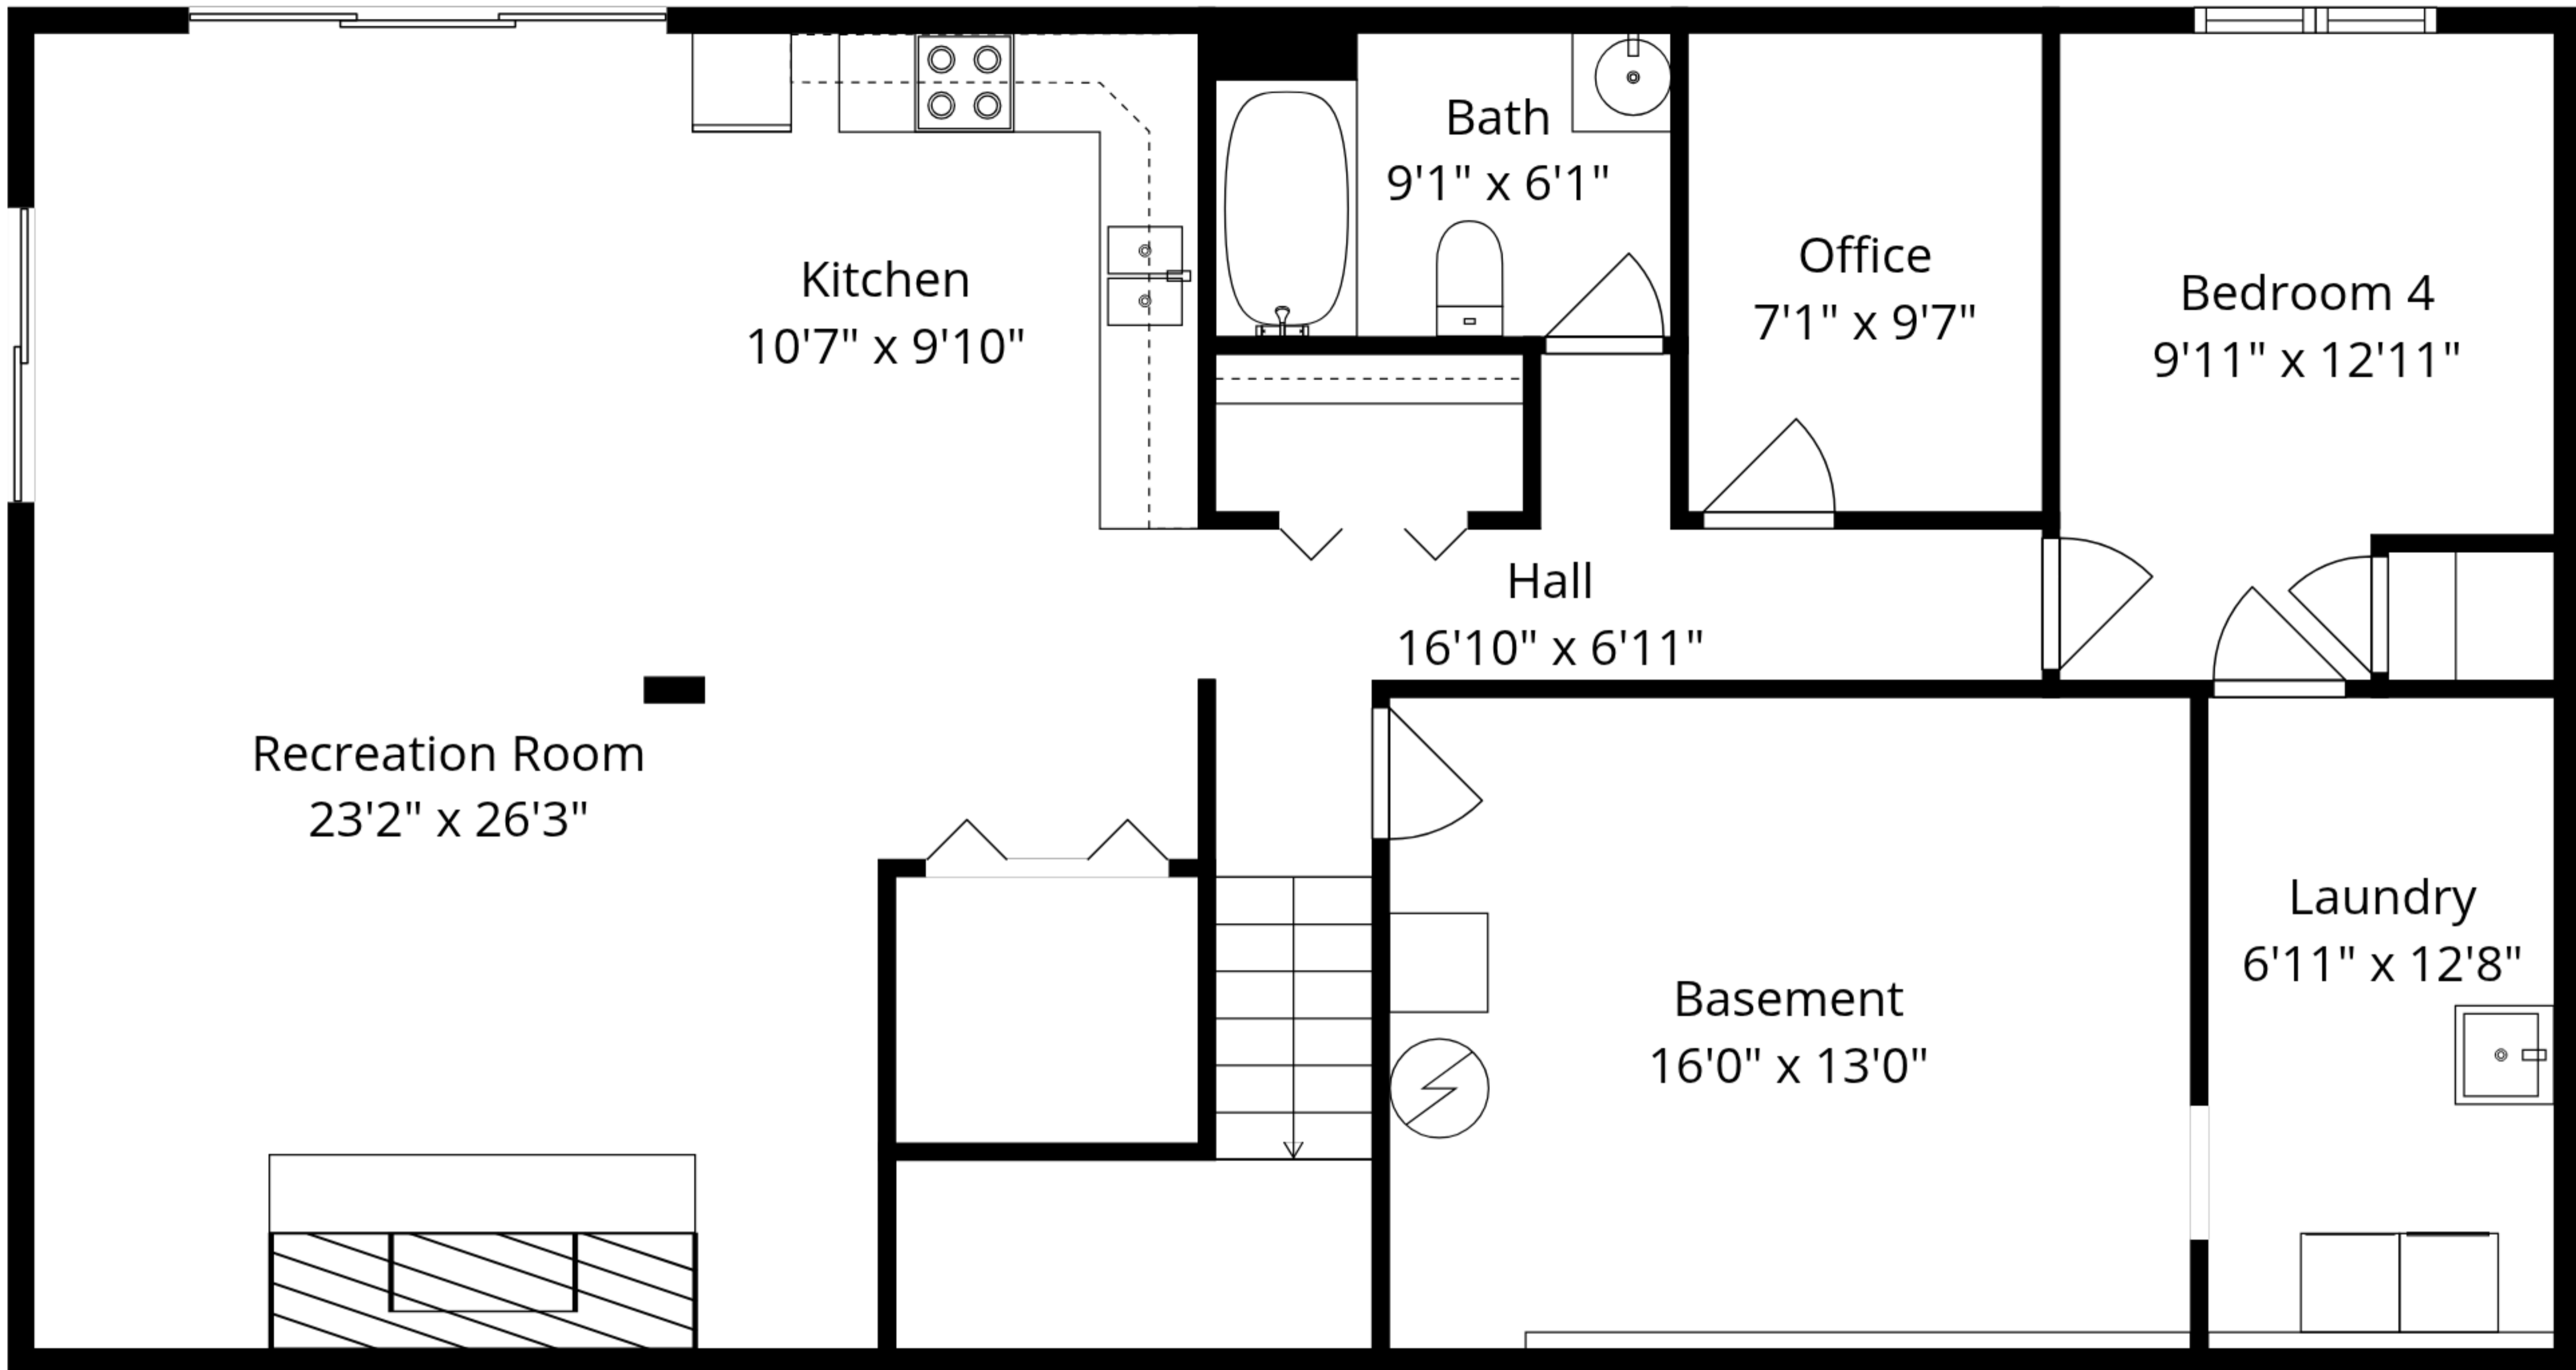 Bath
9'1" x 6'1"
Kitchen
10'7" x 9'10"
Office
7'1" x 9'7"
Bedroom 4
9'11" x 12'11"
Hall
16'10" x 6'11"
Recreation Room
23'2" x 26'3"
Laundry
6'11" x 12'8"
Basement
16'0" x 13'0"